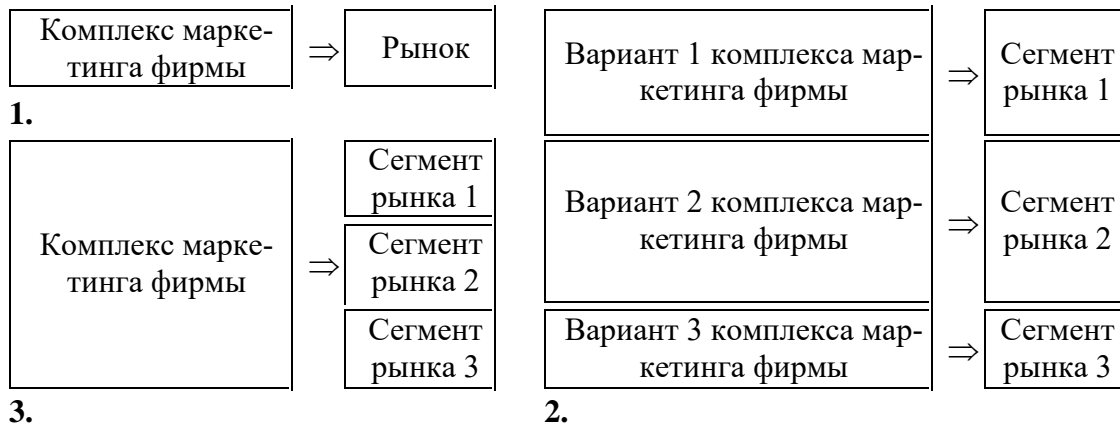 Комплекс марке-
тинга фирмы
⇒
Рынок
1.
Комплекс марке-
тинга фирмы
⇒
Сегмент
рынка 1
Сегмент
рынка 2
Сегмент
рынка 3
3.
Вариант 1 комплекса мар-
кетинга фирмы
⇒
Сегмент
рынка 1
Вариант 2 комплекса мар-
кетинга фирмы
⇒
Сегмент
рынка 2
Вариант 3 комплекса мар-
кетинга фирмы
⇒
Сегмент
рынка 3
2.